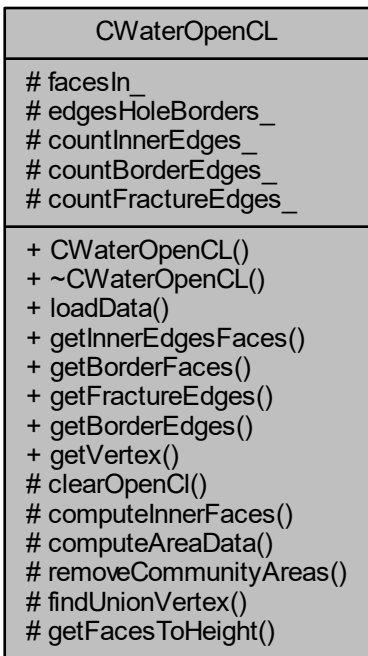 CWaterOpenCL
# facesIn_
# edgesHoleBorders_
# countInnerEdges_
# countBorderEdges_
# countFractureEdges_
+ CWaterOpenCL()
+ ~CWaterOpenCL()
+ loadData()
+ getInnerEdgesFaces()
+ getBorderFaces()
+ getFractureEdges()
+ getBorderEdges()
+ getVertex()
# clearOpenCl()
# computeInnerFaces()
# computeAreaData()
# removeCommunityAreas()
# findUnionVertex()
# getFacesToHeight()